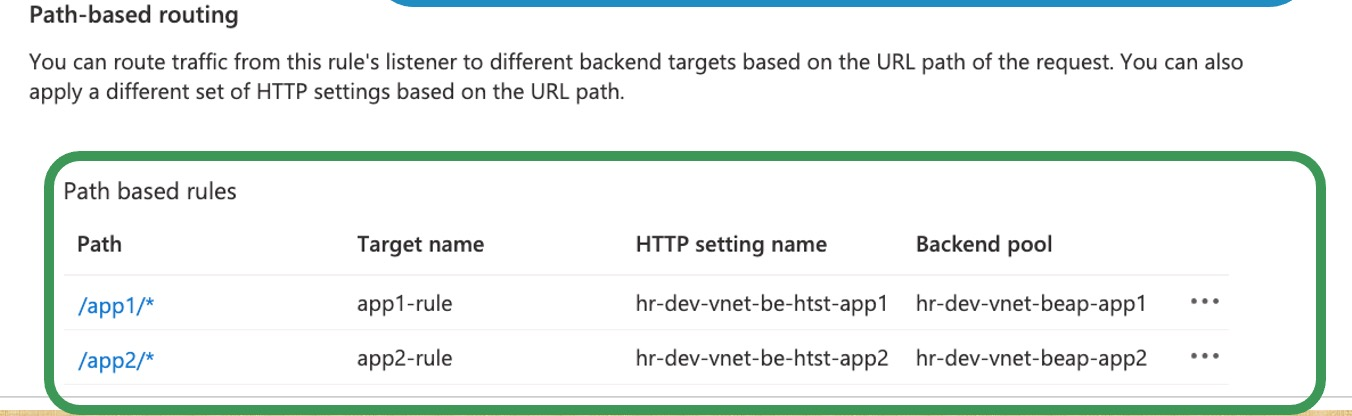 Path-based routing
You can route traffic from this rule's listener to different backend targets based on the URL path of the request. You can also
apply a different set of HTTP settings based on the URL path.
Path based rules
Path Target name HTTP setting name Backend pool
/app1/* app1-rule hr-dev-vnet-be-htst-app1 hr-dev-vnet-beap-app1 •••
/app2/* app2-rule hr-dev-vnet-be-htst-app2 hr-dev-vnet-beap-app2 •••